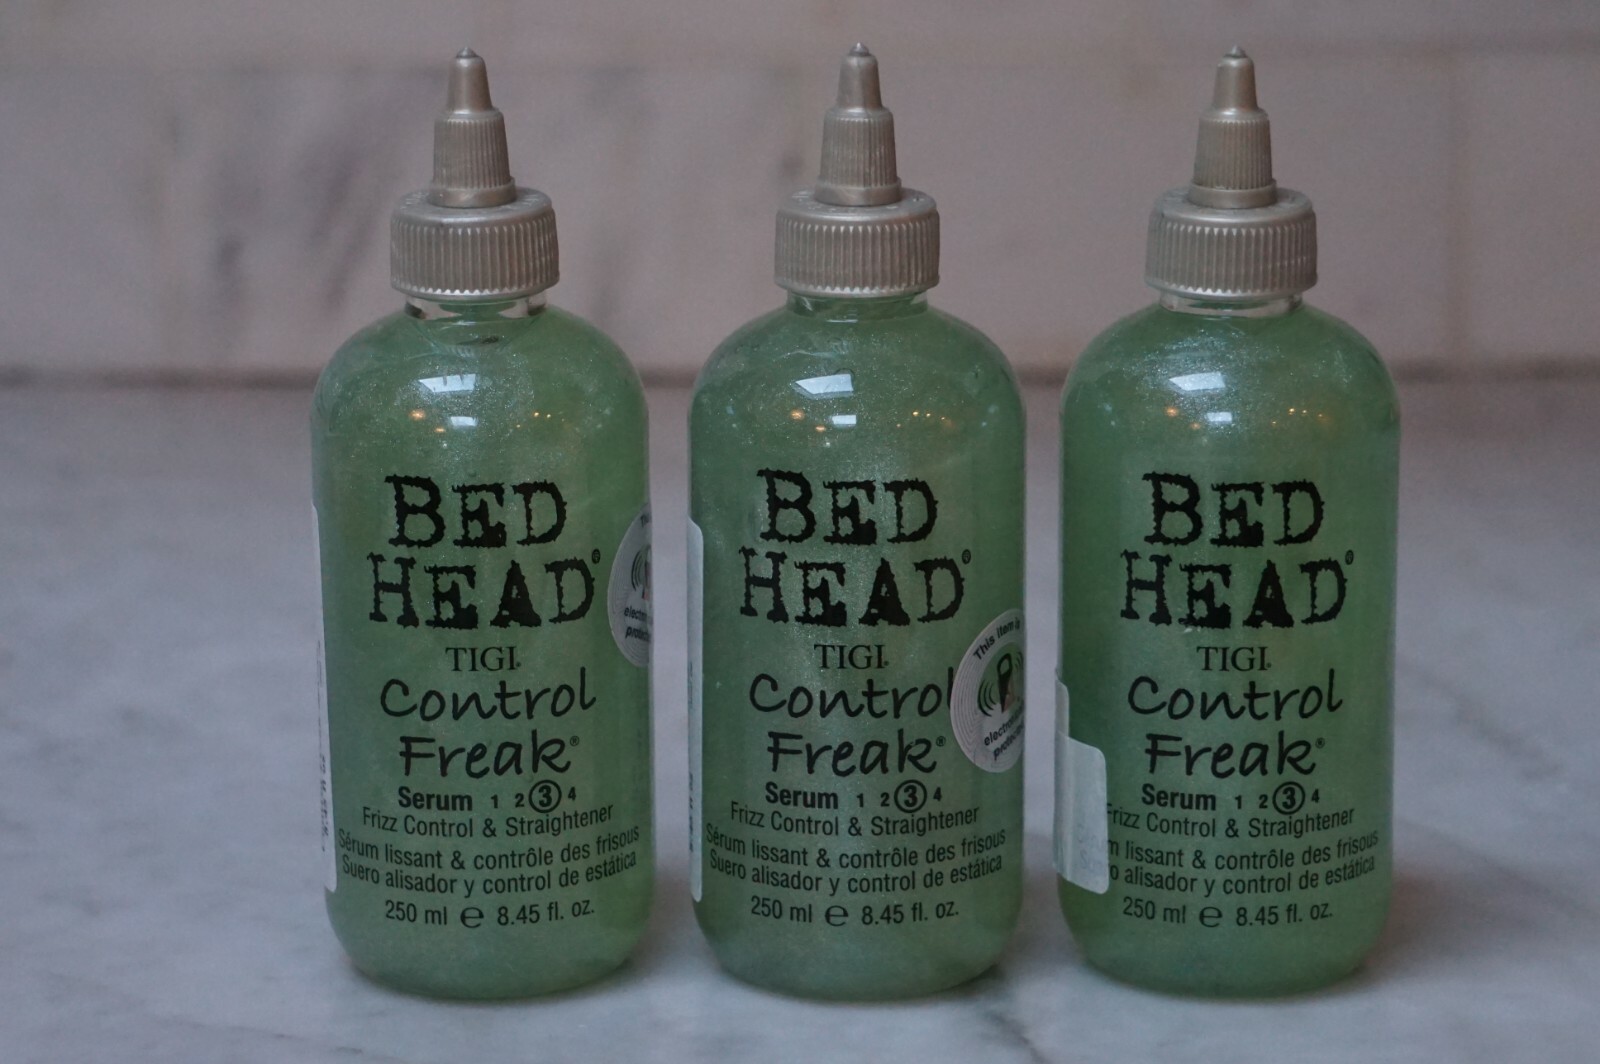 BED
HEAD®
TIGI®
Control
Freak®
Serum 1 2 3 4
Frizz Control & Straightener
Sérum lissant & contrôle des frisous
Suero alisador y control de estática
250 ml ℮ 8.45 fl. oz.
BED
HEAD®
TIGI®
Control
Freak®
Serum 1 2 3 4
Frizz Control & Straightener
Sérum lissant & contrôle des frisous
Suero alisador y control de estática
250 ml ℮ 8.45 fl. oz.
This item is
BED
HEAD®
TIGI®
Control
Freak®
Serum 1 2 3 4
Frizz Control & Straightener
lissant & contrôle des frisous
alisador y control de estática
250 ml ℮ 8.45 fl. oz.